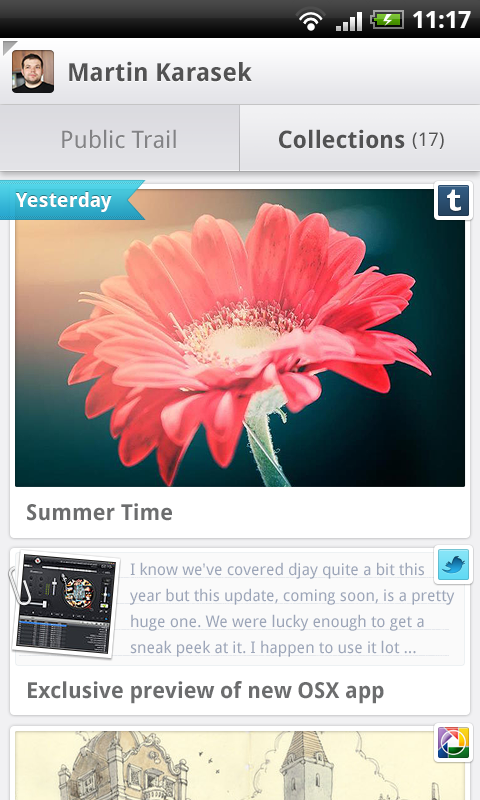 11:17
Martin Karasek
Public Trail
Collections (17)
Yesterday
t
Summer Time
I know we've covered djay quite a bit this
year but this update, coming soon, is a pretty
huge one. We were lucky enough to get a
sneak peek at it. I happen to use it lot ...
Exclusive preview of new OSX app